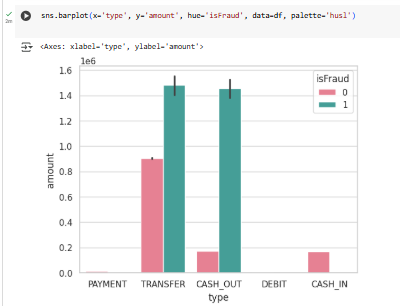 sns.barplot(x='type', y='amount', hue='isFraud', data=df, palette='husl')
<Axes: xlabel='type', ylabel='amount'>
1e6
1.6
1.4
1.2
1.0
0.8
0.6
0.4
0.2
0.0
amount
isFraud
0
1
PAYMENT TRANSFER CASH_OUT DEBIT CASH_IN
type